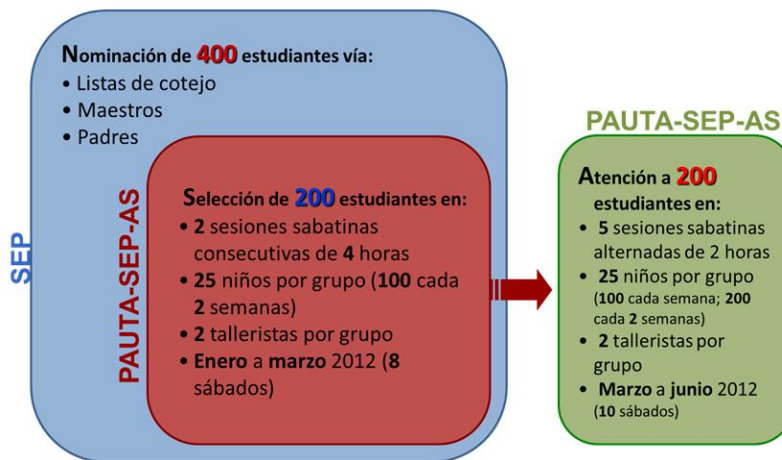 Nominación de 400 estudiantes vía:
• Listas de cotejo
• Maestros
• Padres
SEP
PAUTA-SEP-AS
Selección de 200 estudiantes en:
• 2 sesiones sabatinas
consecutivas de 4 horas
• 25 niños por grupo (100 cada
2 semanas)
• 2 talleristas por grupo
• Enero a marzo 2012 (8
sábados)
PAUTA-SEP-AS
Atención a 200
estudiantes en:
• 5 sesiones sabatinas
alternadas de 2 horas
• 25 niños por grupo
(100 cada semana; 200
cada 2 semanas)
• 2 talleristas por
grupo
• Marzo a junio 2012
(10 sábados)